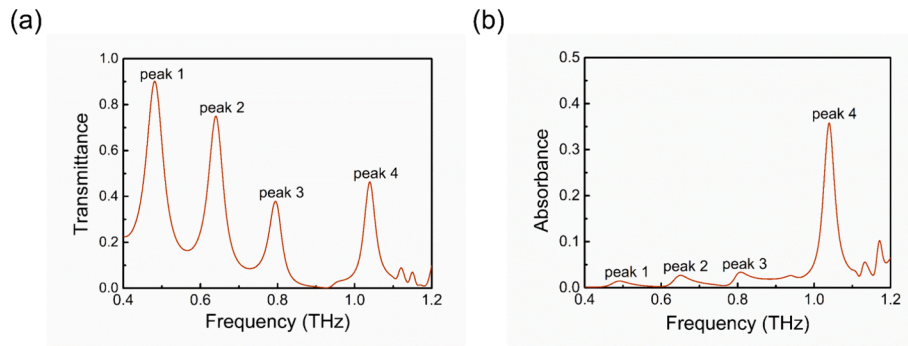 (a)
1.0
0.8
0.6
0.4
0.2
0.0
Transmittance
peak 1
peak 2
peak 3
peak 4
0.4 0.6 0.8 1.0 1.2
Frequency (THz)
(b)
0.5
0.4
0.3
0.2
0.1
0.0
Absorbance
peak 4
peak 1
peak 2
peak 3
0.4 0.6 0.8 1.0 1.2
Frequency (THz)